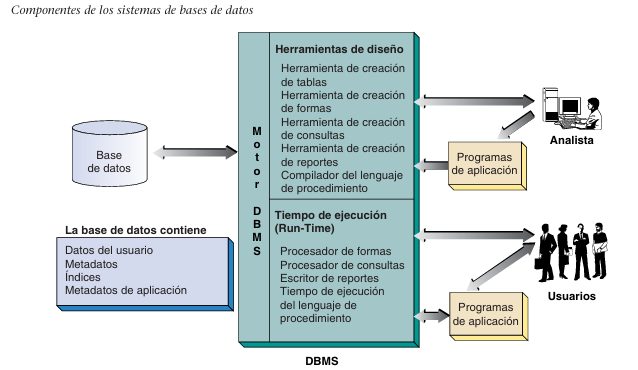 Componentes de los sistemas de bases de datos
Herramientas de diseño
Herramienta de creación
de tablas
Herramienta de creación
de formas
Herramienta de creación
de consultas
Herramienta de creación
de reportes
Compilador del lenguaje
de procedimiento
Motor DBMS
Base
de datos
Analista
Programas
de aplicación
La base de datos contiene
Datos del usuario
Metadatos
Índices
Metadatos de aplicación
Tiempo de ejecución
(Run-Time)
Procesador de formas
Procesador de consultas
Escritor de reportes
Tiempo de ejecución
del lenguaje de
procedimiento
Usuarios
Programas
de aplicación
DBMS